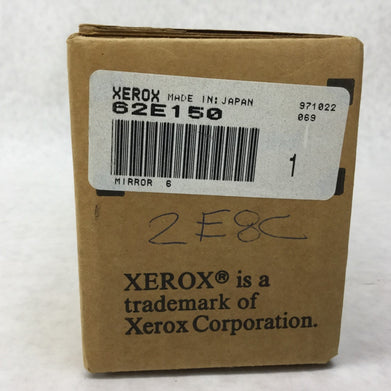 XEROX MADE IN:JAPAN 971022
62E150 069
1
MIRROR 6
2E8C
XEROX® is a
trademark of
Xerox Corporation.